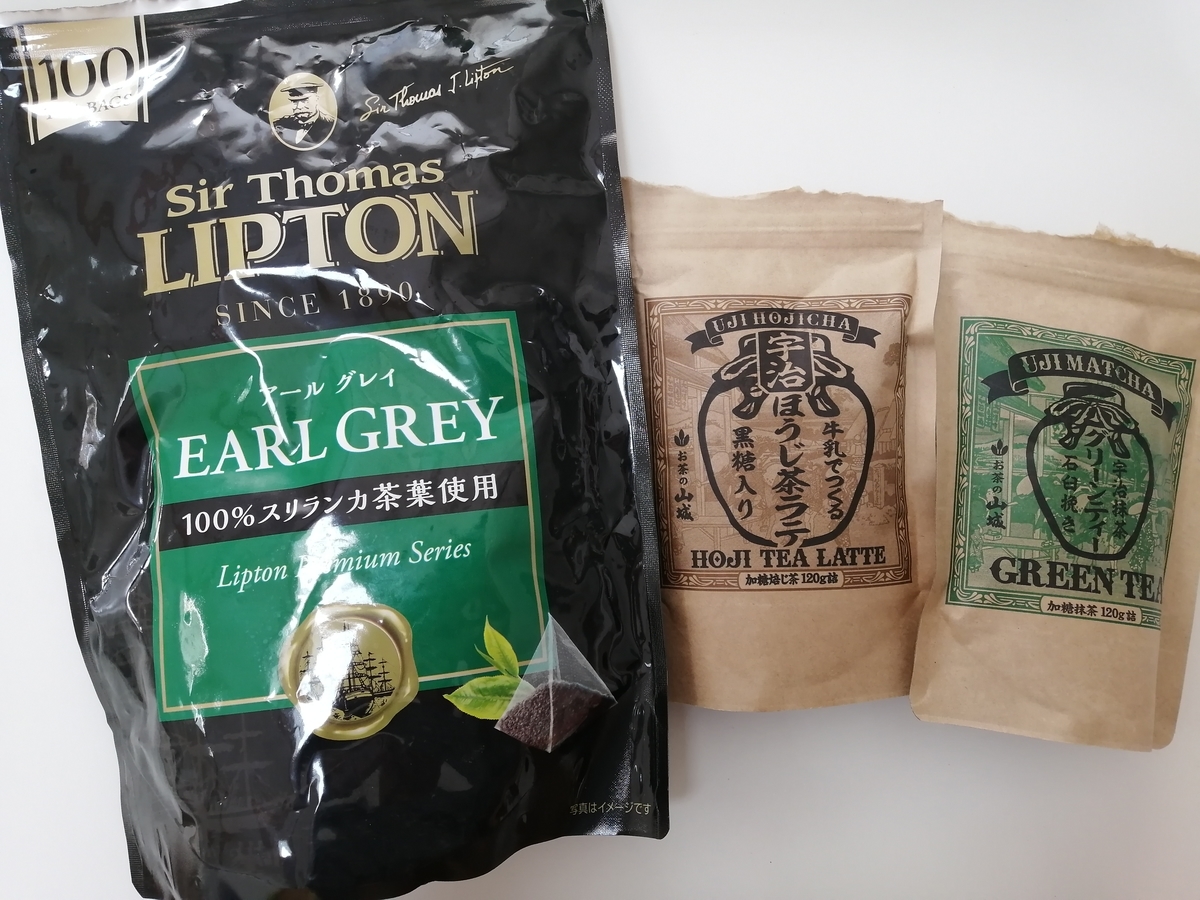 100
TEA BAGS
Sir Thomas J. Lipton
Sir Thomas
LIPTON
SINCE 1890
アール グレイ
EARL GREY
100%スリランカ茶葉使用
Lipton Premium Series
写真はイメージです
UJI HOJICHA
宇治
ほうじ茶ラテ
牛乳でつくる
黒糖入り
お茶の山城
HOJI TEA LATTE
加糖焙じ茶 120g詰
UJI MATCHA
宇治抹茶
グリーンティー
石臼挽き
お茶の山城
GREEN TEA
加糖抹茶 120g詰